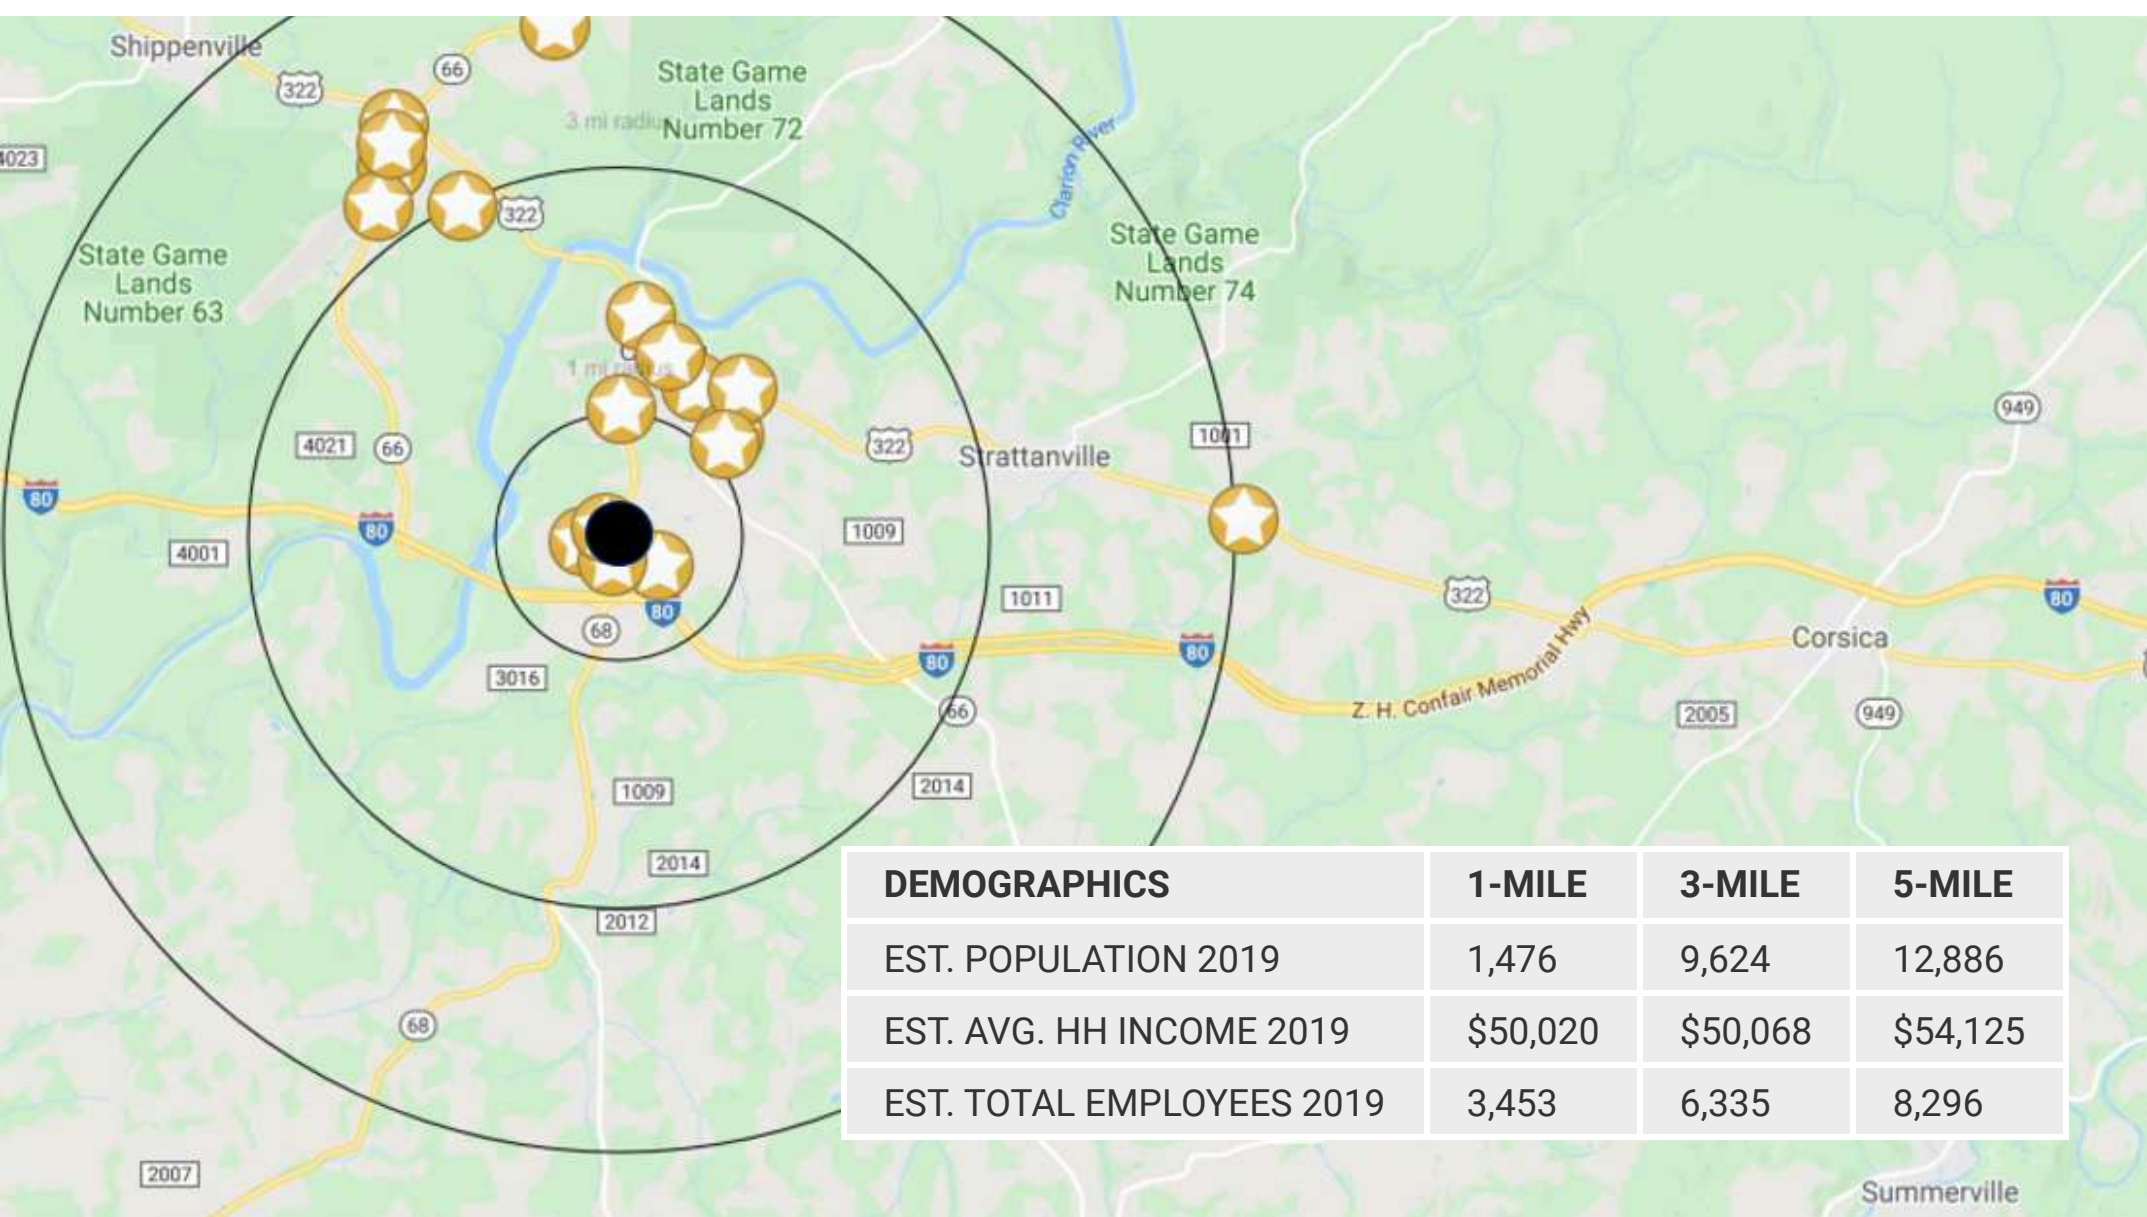 Shippenville
66
322
State Game
Lands
Number 72
3 mi radius
4023
Clarion River
322
State Game
Lands
Number 63
State Game
Lands
Number 74
1 mi radius
949
4021
66
322
Strattanville
1001
80
80
4001
1009
1011
322
80
80
68
Corsica
80
80
3016
Z. H. Confair Memorial Hwy
66
2005
949
1009
2014
2014
2012
DEMOGRAPHICS 1-MILE 3-MILE 5-MILE
EST. POPULATION 2019 1,476 9,624 12,886
EST. AVG. HH INCOME 2019 $50,020 $50,068 $54,125
EST. TOTAL EMPLOYEES 2019 3,453 6,335 8,296
68
2007
Summerville